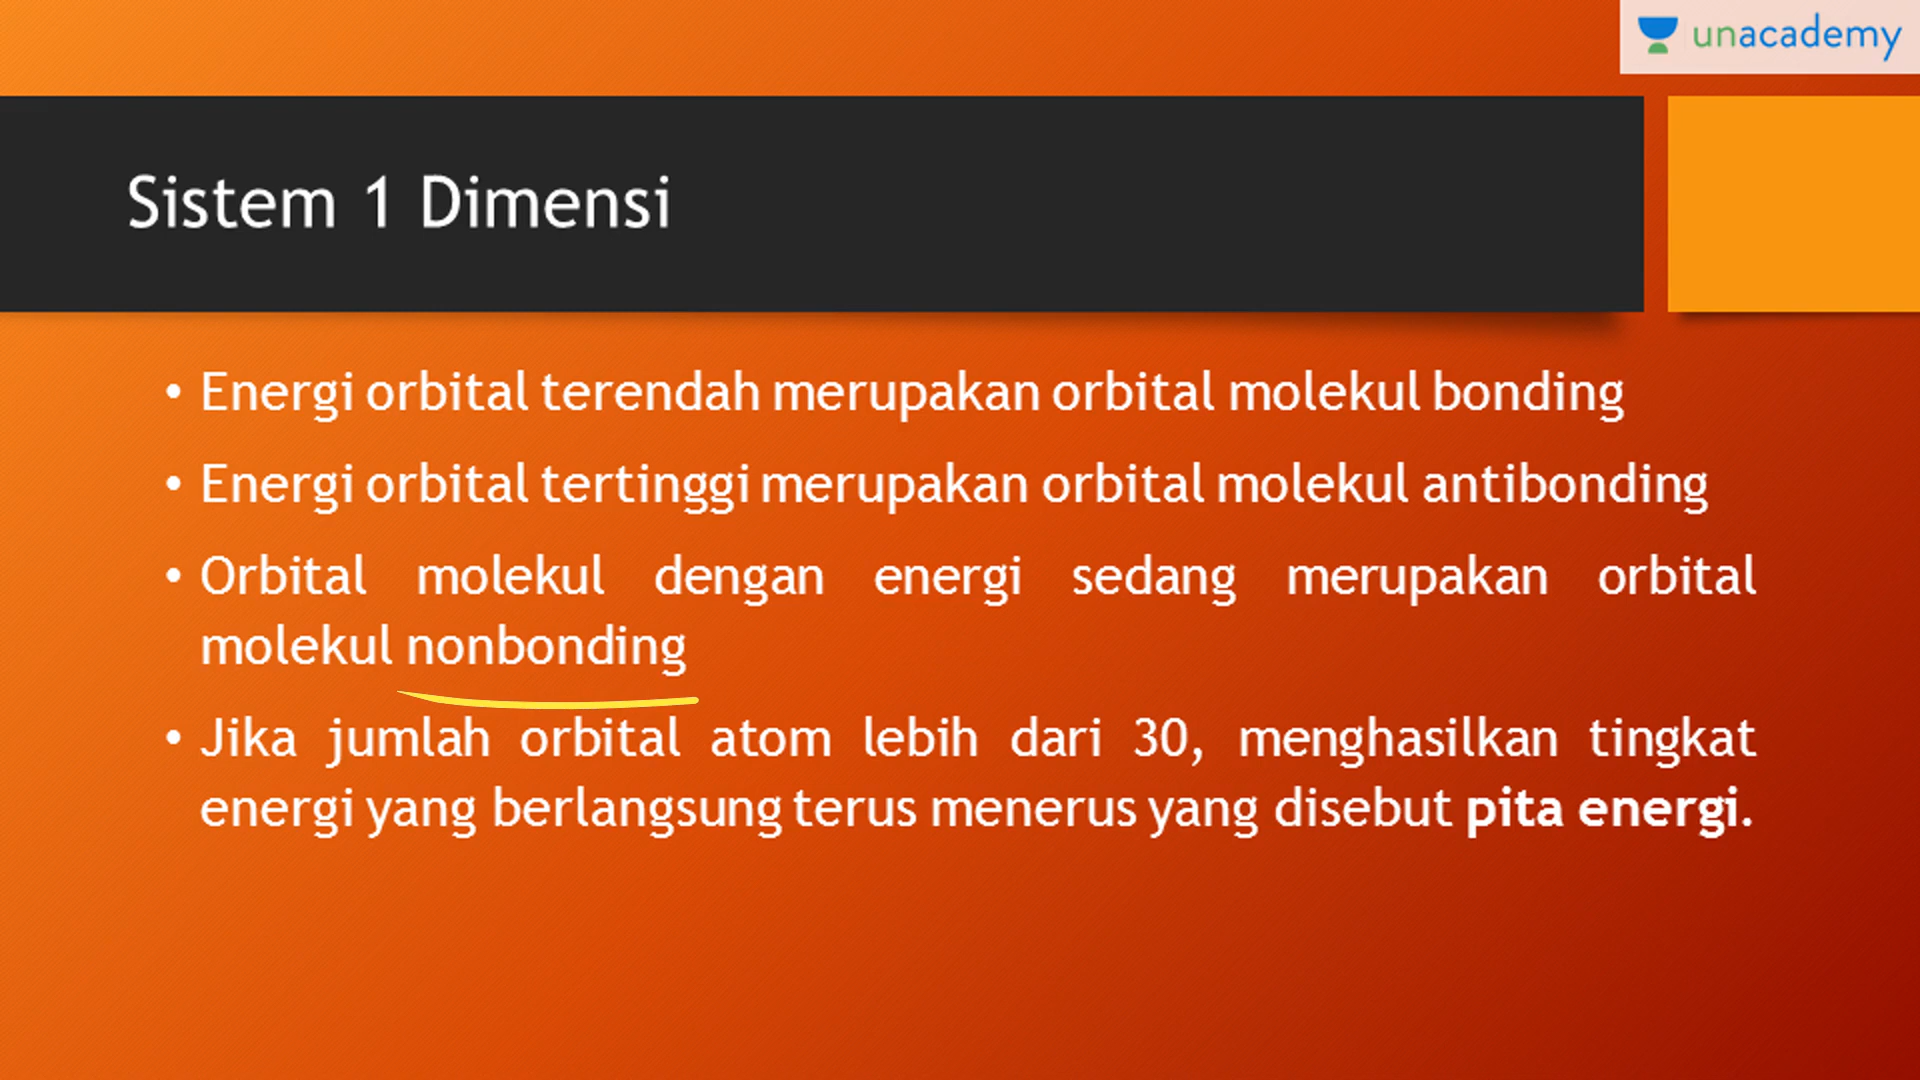 unacademy
Sistem 1 Dimensi
• Energi orbital terendah merupakan orbital molekul bonding
• Energi orbital tertinggi merupakan orbital molekul antibonding
• Orbital molekul dengan energi sedang merupakan orbital
molekul nonbonding
• Jika jumlah orbital atom lebih dari 30, menghasilkan tingkat
energi yang berlangsung terus menerus yang disebut pita energi.